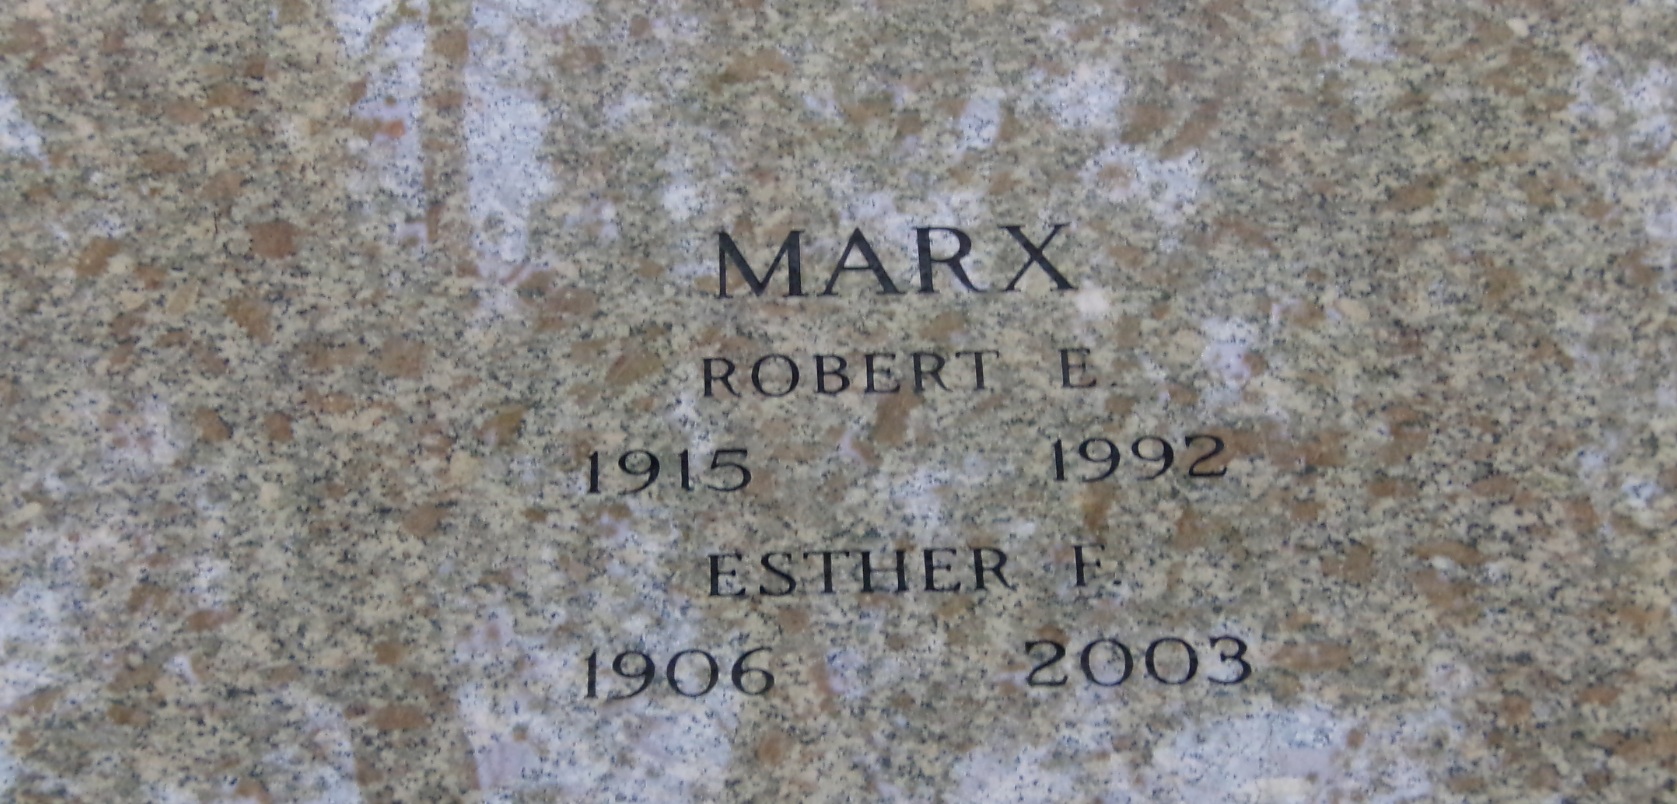 MARX
ROBERT E.
1915 1992
ESTHER F.
1906 2003